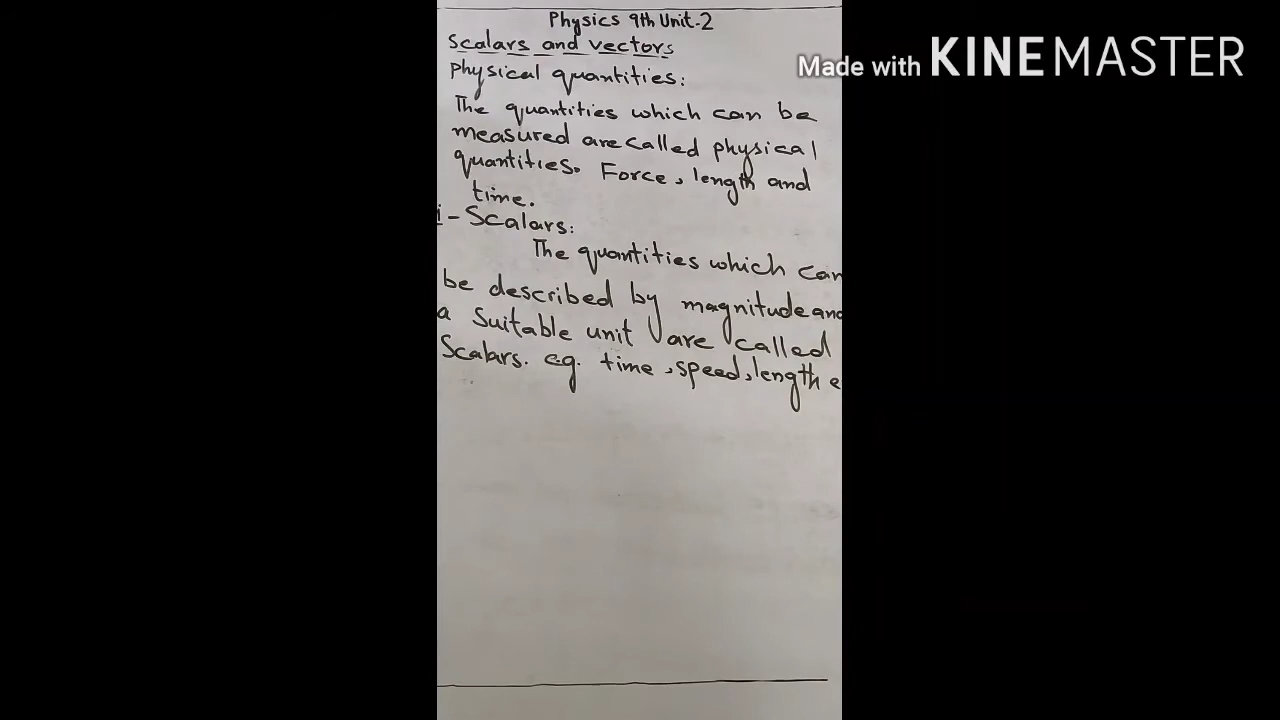 Physics 9th Unit-2
Scalars and vectors
Physical quantities:
The quantities which can be
measured are called physical
quantities. Force, length and
time.
i- Scalars:
The quantities which can
be described by magnitude and
a suitable unit are called
Scalars. e.g. time, speed, length e
Made with KINEMASTER